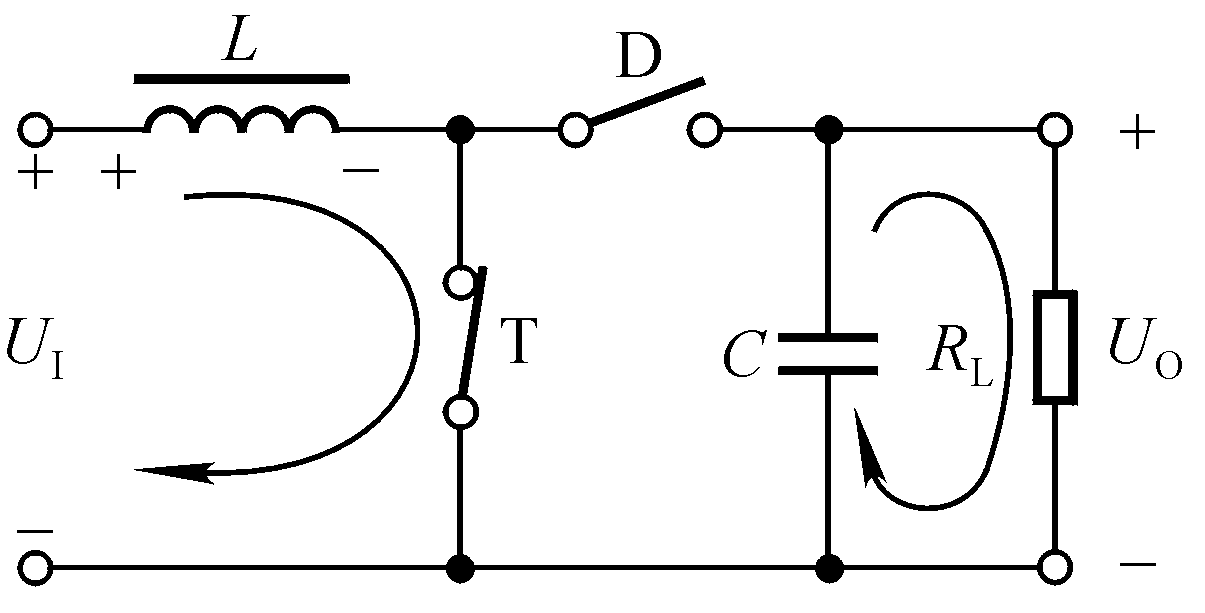 L
D
+ + − +
U_I T C R_L U_O
− −